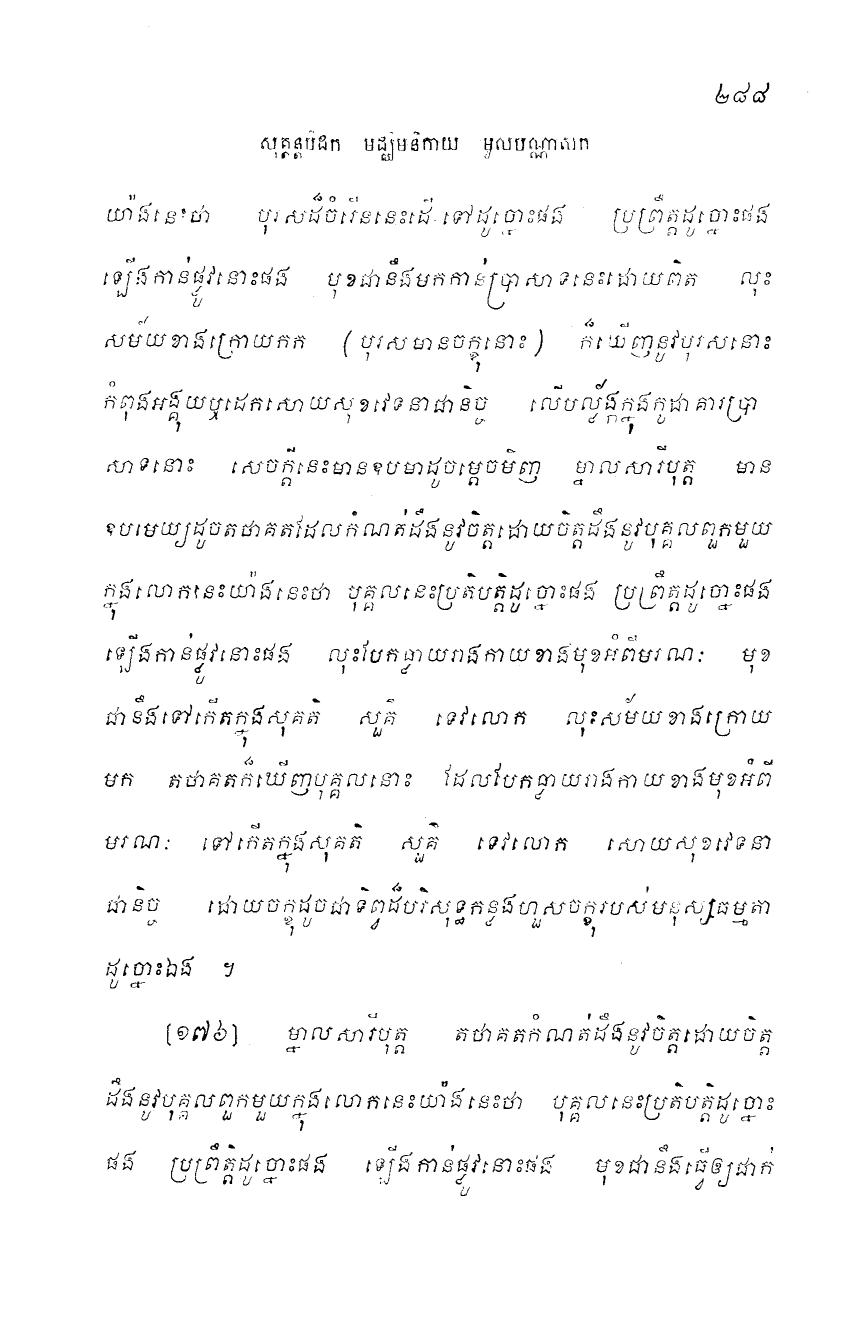 ២៨៨
សុត្តន្តបិដក មជ្ឈិមនិកាយ មូលបណ្ណាសក
យ៉ាងនេះថា បុរសដ៏ចំរើននេះដើរទៅដូច្នោះផង ប្រព្រឹត្តដូច្នោះផង
ឡើងកាន់ផ្លូវនោះផង មុខជានឹងមកកាន់ប្រាសាទនេះដោយពិត លុះ
សម័យខាងក្រោយកក (បុរសមានចក្ខុនោះ) ក៏ឃើញនូវបុរសនោះ
កំពុងអង្គុយឬដេកសោយសុខវេទនាជានិច្ច លើបល្ល័ង្កក្នុងកូដាគារប្រា
សាទនោះ សេចក្តីនេះមានឧបមាដូចម្តេចមិញ ម្នាលសារីបុត្ត មាន
ឧបមេយ្យដូចតថាគតដែលកំណត់ដឹងនូវចិត្តដោយចិត្តដឹងនូវបុគ្គលពួកមួយ
ក្នុងលោកនេះយ៉ាងនេះថា បុគ្គលនេះប្រតិបត្តិដូច្នោះផង ប្រព្រឹត្តដូច្នោះផង
ឡើងកាន់ផ្លូវនោះផង លុះបែកធ្លាយរាងកាយខាងមុខអំពីមរណៈ មុខ
ជានឹងទៅកើតក្នុងសុគតិ សួគ៌ ទេវលោក លុះសម័យខាងក្រោយ
មក តថាគតក៏ឃើញបុគ្គលនោះ ដែលបែកធ្លាយរាងកាយខាងមុខអំពី
មរណៈ ទៅកើតក្នុងសុគតិ សួគ៌ ទេវលោក សោយសុខវេទនា
ជានិច្ច ដោយចក្ខុដូចជាទិព្វដ៏បរិសុទ្ធកន្លងហួសចក្ខុរបស់មនុស្សធម្មតា
ដូច្នោះឯង ។
[១៧៦] ម្នាលសារីបុត្ត តថាគតកំណត់ដឹងនូវចិត្តដោយចិត្ត
ដឹងនូវបុគ្គលពួកមួយក្នុងលោកនេះយ៉ាងនេះថា បុគ្គលនេះប្រតិបត្តិដូច្នោះ
ផង ប្រព្រឹត្តិដូច្នោះផង ឡើងកាន់ផ្លូវនោះផង មុខជានឹងធ្វើឲ្យជាក់